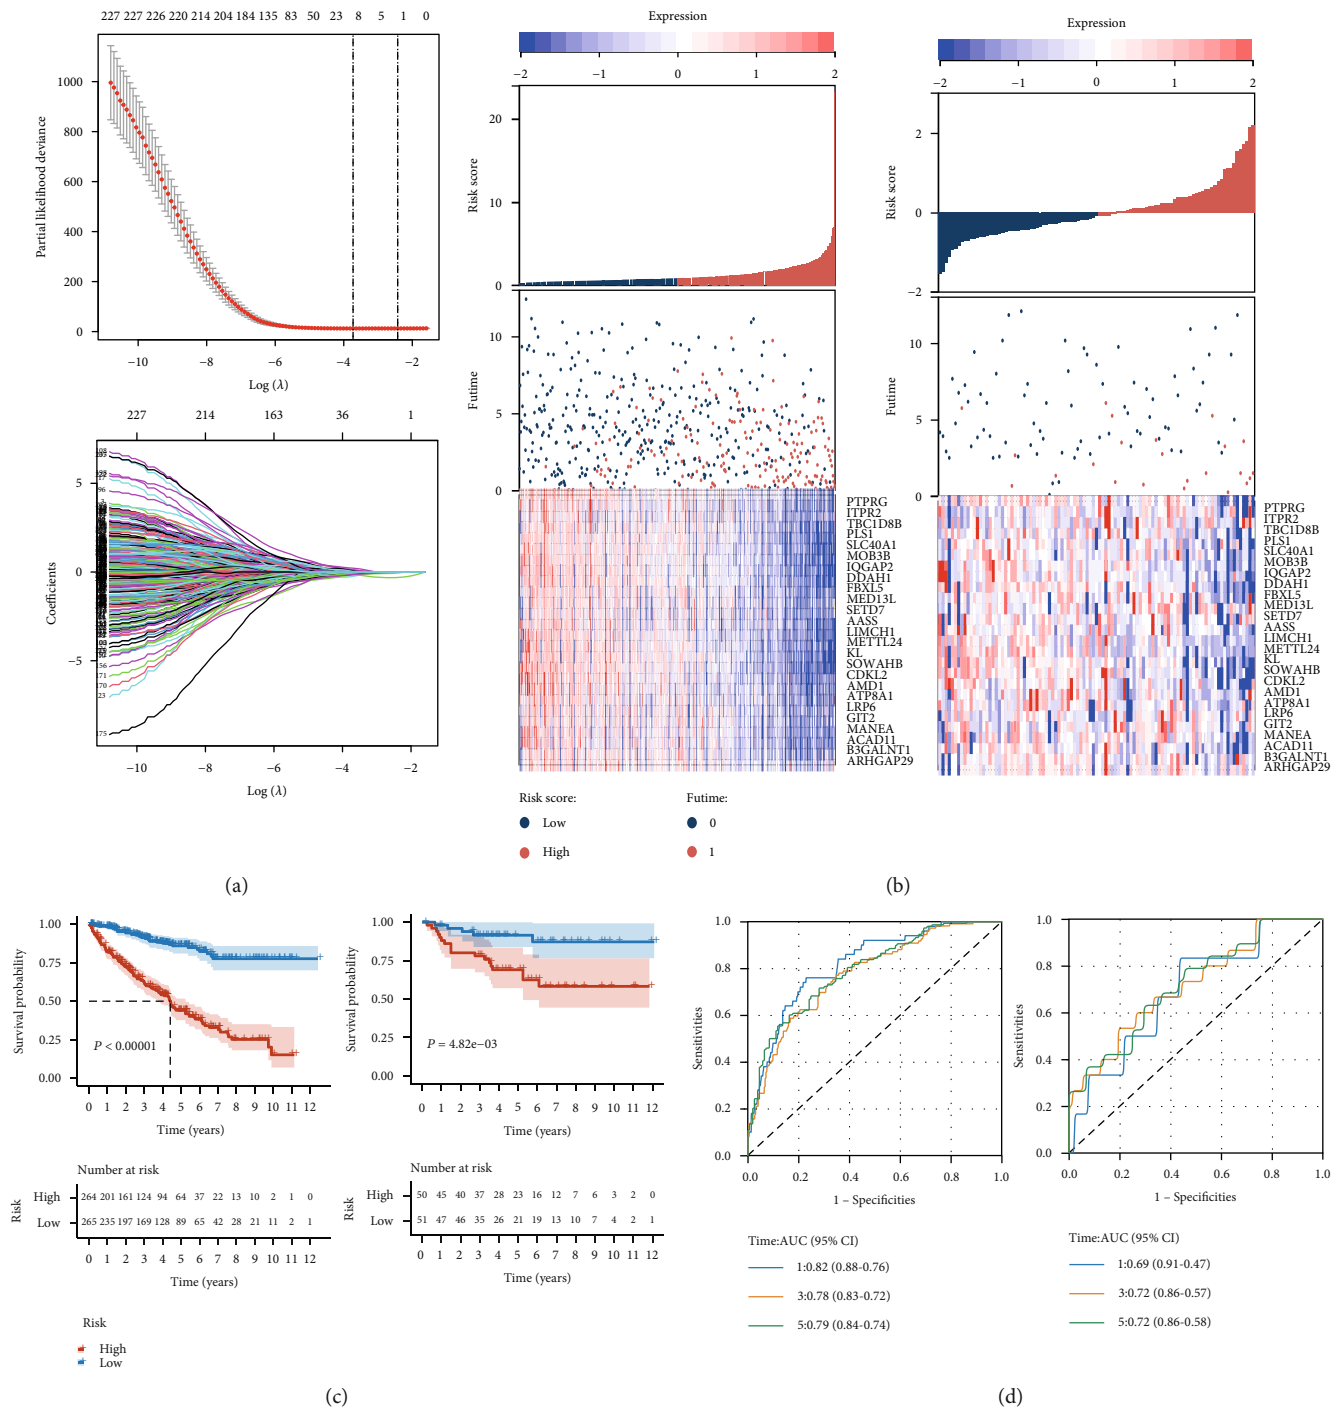 227 227 226 220 214 204 184 135 83 50 23 8 5 1 0
Partial likelihood deviance
1000
800
600
400
200
0
−10 −8 −6 −4 −2
Log (λ)
227 214 163 36 1
Coefficients
5
0
−5
96
156
171
170
123
175
−10 −8 −6 −4 −2
Log (λ)
(a)
Expression
−2 −1 0 1 2
Risk score
20
10
0
Futime
10
5
0
PTPRG
ITPR2
TBC1D8B
PLS1
SLC40A1
MOB3B
IQGAP2
DDAH1
FBXL5
MED13L
SETD7
AASS
LIMCH1
METTL24
KL
SOWAHB
CDKL2
AMD1
ATP8A1
LRP6
GIT2
MANEA
ACAD11
B3GALNT1
ARHGAP29
Expression
−2 −1 0 1 2
Risk score
2
0
−2
Futime
10
5
0
PTPRG
ITPR2
TBC1D8B
PLS1
SLC40A1
MOB3B
IQGAP2
DDAH1
FBXL5
MED13L
SETD7
AASS
LIMCH1
METTL24
KL
SOWAHB
CDKL2
AMD1
ATP8A1
LRP6
GIT2
MANEA
ACAD11
B3GALNT1
ARHGAP29
Risk score:
Low
High
Futime:
0
1
(b)
Survival probability
1.00
0.75
0.50
0.25
0.00
P < 0.00001
0 1 2 3 4 5 6 7 8 9 10 11 12
Time (years)
Number at risk
Risk
High 264 201 161 124 94 64 37 22 13 10 2 1 0
Low 265 235 197 169 128 89 65 42 28 21 11 2 1
0 1 2 3 4 5 6 7 8 9 10 11 12
Time (years)
Risk
High
Low
Survival probability
1.00
0.75
0.50
0.25
0.00
P = 4.82e−03
0 1 2 3 4 5 6 7 8 9 10 11 12
Time (years)
Number at risk
Risk
High 50 45 40 37 28 23 16 12 7 6 3 2 0
Low 51 47 46 35 26 21 19 13 10 7 4 2 1
0 1 2 3 4 5 6 7 8 9 10 11 12
Time (years)
(c)
Sensitivities
1.0
0.8
0.6
0.4
0.2
0.0
0.0 0.2 0.4 0.6 0.8 1.0
1 − Specificities
Time:AUC (95% CI)
1:0.82 (0.88-0.76)
3:0.78 (0.83-0.72)
5:0.79 (0.84-0.74)
Sensitivities
1.0
0.8
0.6
0.4
0.2
0.0
0.0 0.2 0.4 0.6 0.8 1.0
1 − Specificities
Time:AUC (95% CI)
1:0.69 (0.91-0.47)
3:0.72 (0.86-0.57)
5:0.72 (0.86-0.58)
(d)